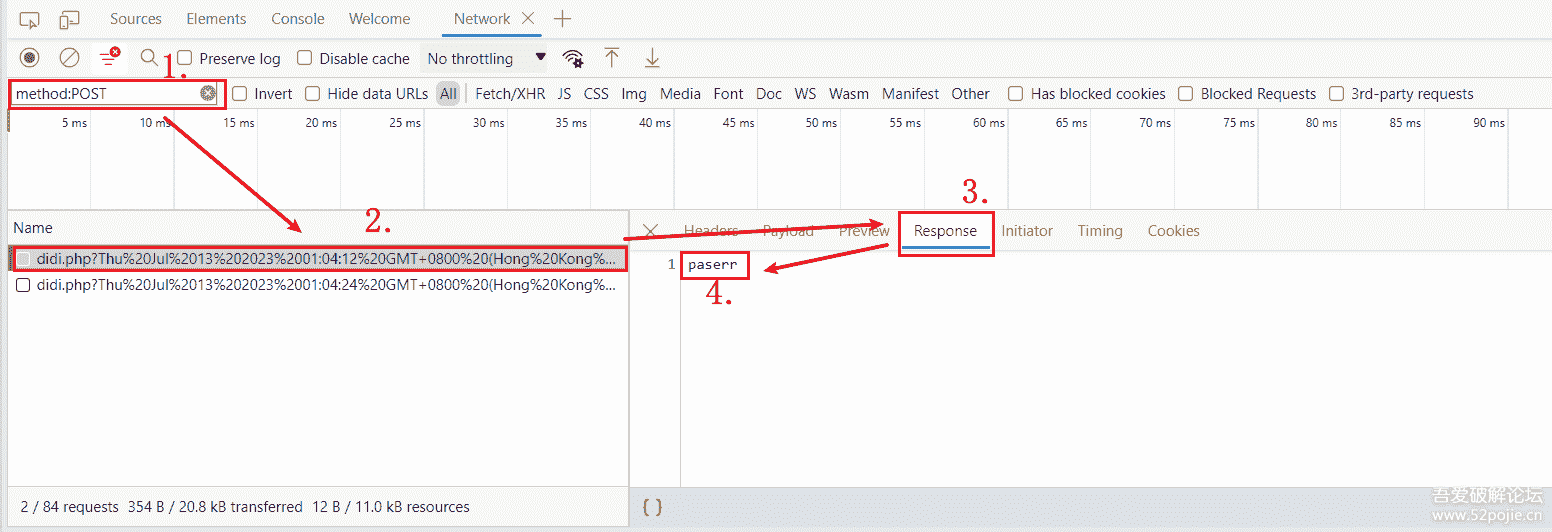 Sources Elements Console Welcome Network
1. Preserve log Disable cache No throttling
method:POST Invert Hide data URLs All Fetch/XHR JS CSS Img Media Font Doc WS Wasm Manifest Other Has blocked cookies Blocked Requests 3rd-party requests
5 ms 10 ms 15 ms 20 ms 25 ms 30 ms 35 ms 40 ms 45 ms 50 ms 55 ms 60 ms 65 ms 70 ms 75 ms 80 ms 85 ms 90 ms
2. 3.
Name Headers Payload Preview Response Initiator Timing Cookies
didi.php?Thu%20Jul%2013%202023%2001:04:12%20GMT+0800%20(Hong%20Kong%...
1 paserr
didi.php?Thu%20Jul%2013%202023%2001:04:24%20GMT+0800%20(Hong%20Kong%...
4.
2 / 84 requests 354 B / 20.8 kB transferred 12 B / 11.0 kB resources { }
吾爱破解论坛
www.52pojie.cn